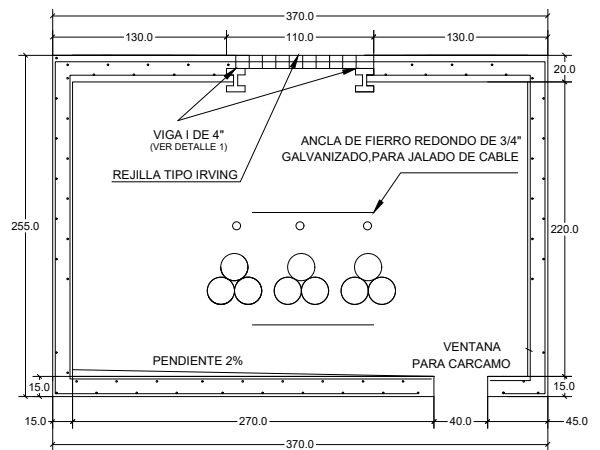 370.0
130.0
110.0
130.0
20.0
VIGA I DE 4"
(VER DETALLE 1)
ANCLA DE FIERRO REDONDO DE 3/4"
GALVANIZADO,PARA JALADO DE CABLE
REJILLA TIPO IRVING
255.0
220.0
VENTANA
PARA CARCAMO
PENDIENTE 2%
15.0
15.0
15.0
270.0
40.0
45.0
370.0